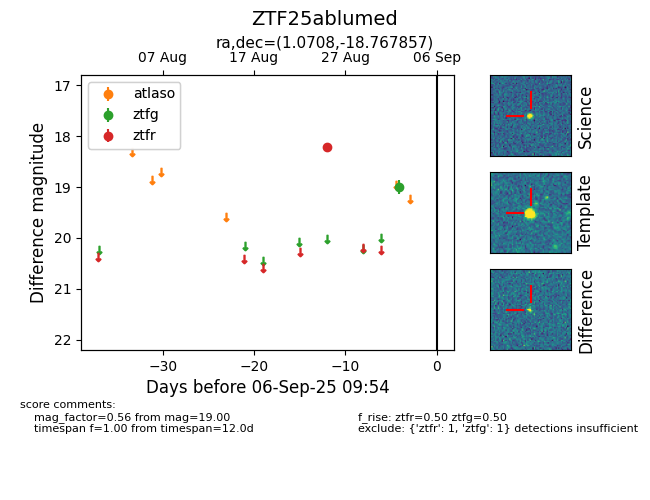 ZTF25ablumed
ra,dec=(1.0708,-18.767857)
07 Aug 17 Aug 27 Aug 06 Sep
atlaso
ztfg
ztfr
17
18
19
20
21
22
Difference magnitude
−30 −20 −10 0
Days before 06-Sep-25 09:54
Science
Template
Difference
score comments:
mag_factor=0.56 from mag=19.00
timespan f=1.00 from timespan=12.0d
f_rise: ztfr=0.50 ztfg=0.50
exclude: {'ztfr': 1, 'ztfg': 1} detections insufficient